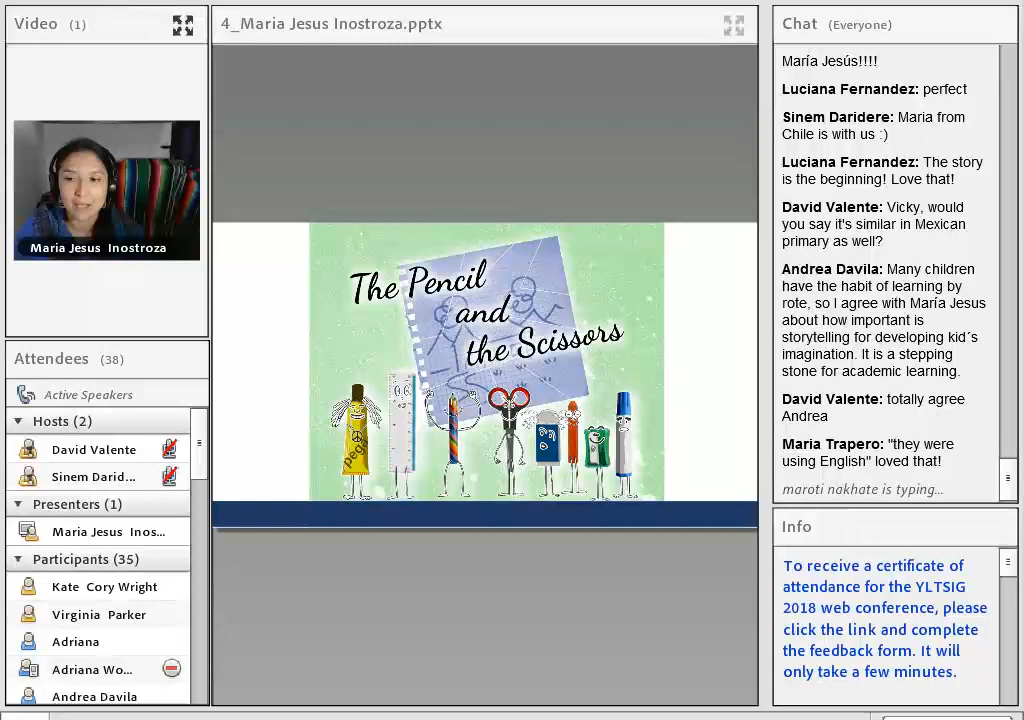 Video (1)
Maria Jesus Inostroza
Attendees (38)
Active Speakers
Hosts (2)
David Valente
Sinem Darid...
Presenters (1)
Maria Jesus Inos...
Participants (35)
Kate Cory Wright
Virginia Parker
Adriana
Adriana Wo...
Andrea Davila
4_Maria Jesus Inostroza.pptx
The Pencil
and
the Scissors
pega
Chat (Everyone)
María Jesús!!!!
Luciana Fernandez: perfect
Sinem Daridere: Maria from
Chile is with us :)
Luciana Fernandez: The story
is the beginning! Love that!
David Valente: Vicky, would
you say it's similar in Mexican
primary as well?
Andrea Davila: Many children
have the habit of learning by
rote, so I agree with María Jesus
about how important is
storytelling for developing kid´s
imagination. It is a stepping
stone for academic learning.
David Valente: totally agree
Andrea
Maria Trapero: "they were
using English" loved that!
maroti nakhate is typing...
Info
To receive a certificate of
attendance for the YLTSIG
2018 web conference, please
click the link and complete
the feedback form. It will
only take a few minutes.